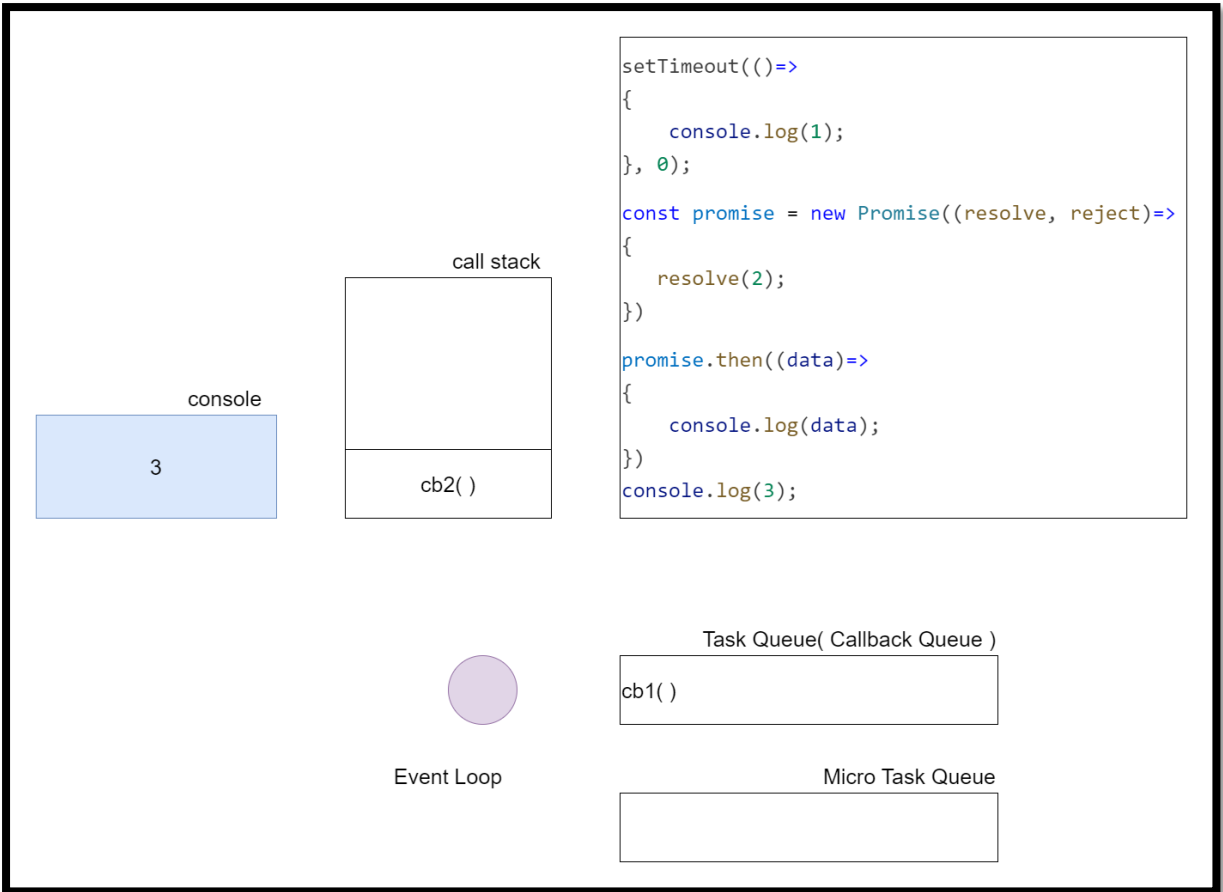 setTimeout(()=>
{
    console.log(1);
}, 0);
const promise = new Promise((resolve, reject)=>
{
   resolve(2);
})
promise.then((data)=>
{
    console.log(data);
})
console.log(3);
call stack
cb2( )
console
3
Task Queue( Callback Queue )
cb1( )
Event Loop
Micro Task Queue